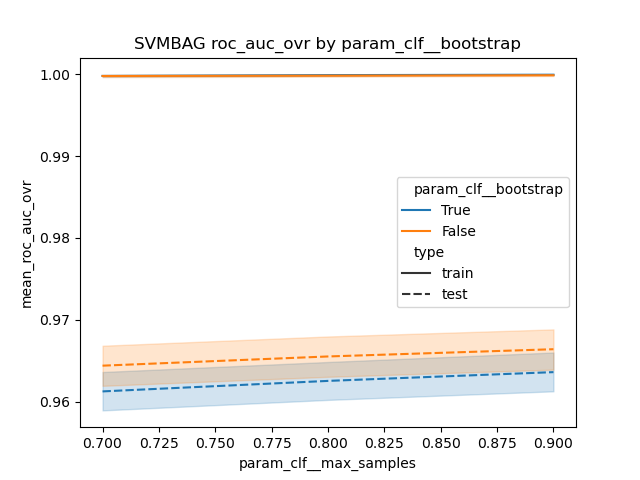 SVMBAG roc_auc_ovr by param_clf__bootstrap
1.00
0.99
0.98
0.97
0.96
mean_roc_auc_ovr
param_clf__bootstrap
True
False
type
train
test
0.700 0.725 0.750 0.775 0.800 0.825 0.850 0.875 0.900
param_clf__max_samples